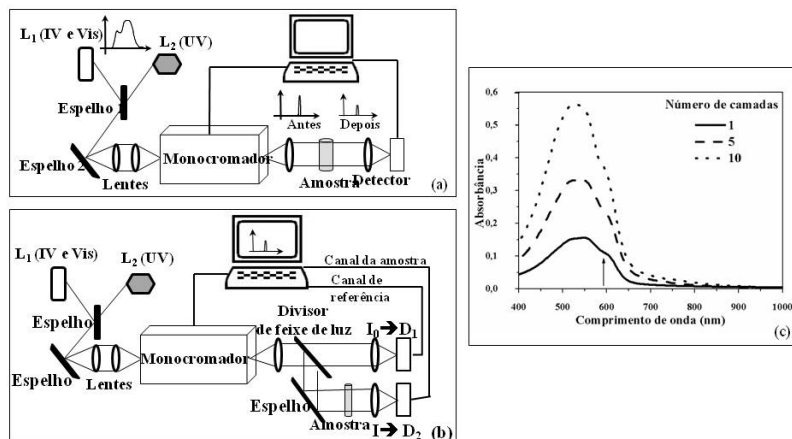 L₁ (IV e Vis)
L₂ (UV)
Espelho 1
Espelho 2
Lentes
Monocromador
Antes
Depois
Amostra
Detector
(a)
L₁ (IV e Vis)
L₂ (UV)
Espelho
Espelho
Lentes
Monocromador
Canal da amostra
Canal de
referência
Divisor
de feixe de luz
I₀➔D₁
Espelho
Amostra
I➔D₂
(b)
0,6
0,5
0,4
0,3
0,2
0,1
0,0
Absorbância
Número de camadas
1
5
10
400 500 600 700 800 900 1000
Comprimento de onda (nm)
(c)